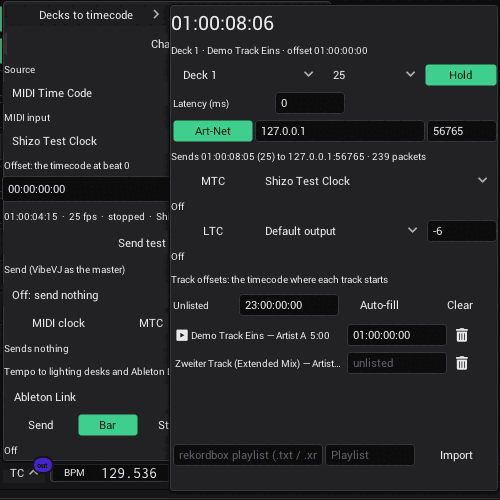 Decks to timecode
Cha
Source
MIDI Time Code
MIDI input
Shizo Test Clock
Offset: the timecode at beat 0
00:00:00:00
01:00:04:15 · 25 fps · stopped · Shi
Send test
Send (VibeVJ as the master)
Off: send nothing
MIDI clock
MTC
Sends nothing
Tempo to lighting desks and Ableton
Ableton Link
Send
Bar
St
Off
TC
out
BPM
129.536
01:00:08:06
Deck 1 · Demo Track Eins · offset 01:00:00:00
Deck 1
25
Hold
Latency (ms)
0
Art-Net
127.0.0.1
56765
Sends 01:00:08:05 (25) to 127.0.0.1:56765 · 239 packets
MTC
Shizo Test Clock
Off
LTC
Default output
-6
Off
Track offsets: the timecode where each track starts
Unlisted
23:00:00:00
Auto-fill
Clear
Demo Track Eins — Artist A 5:00
01:00:00:00
Zweiter Track (Extended Mix) — Artist...
unlisted
rekordbox playlist (.txt / .xr
Playlist
Import